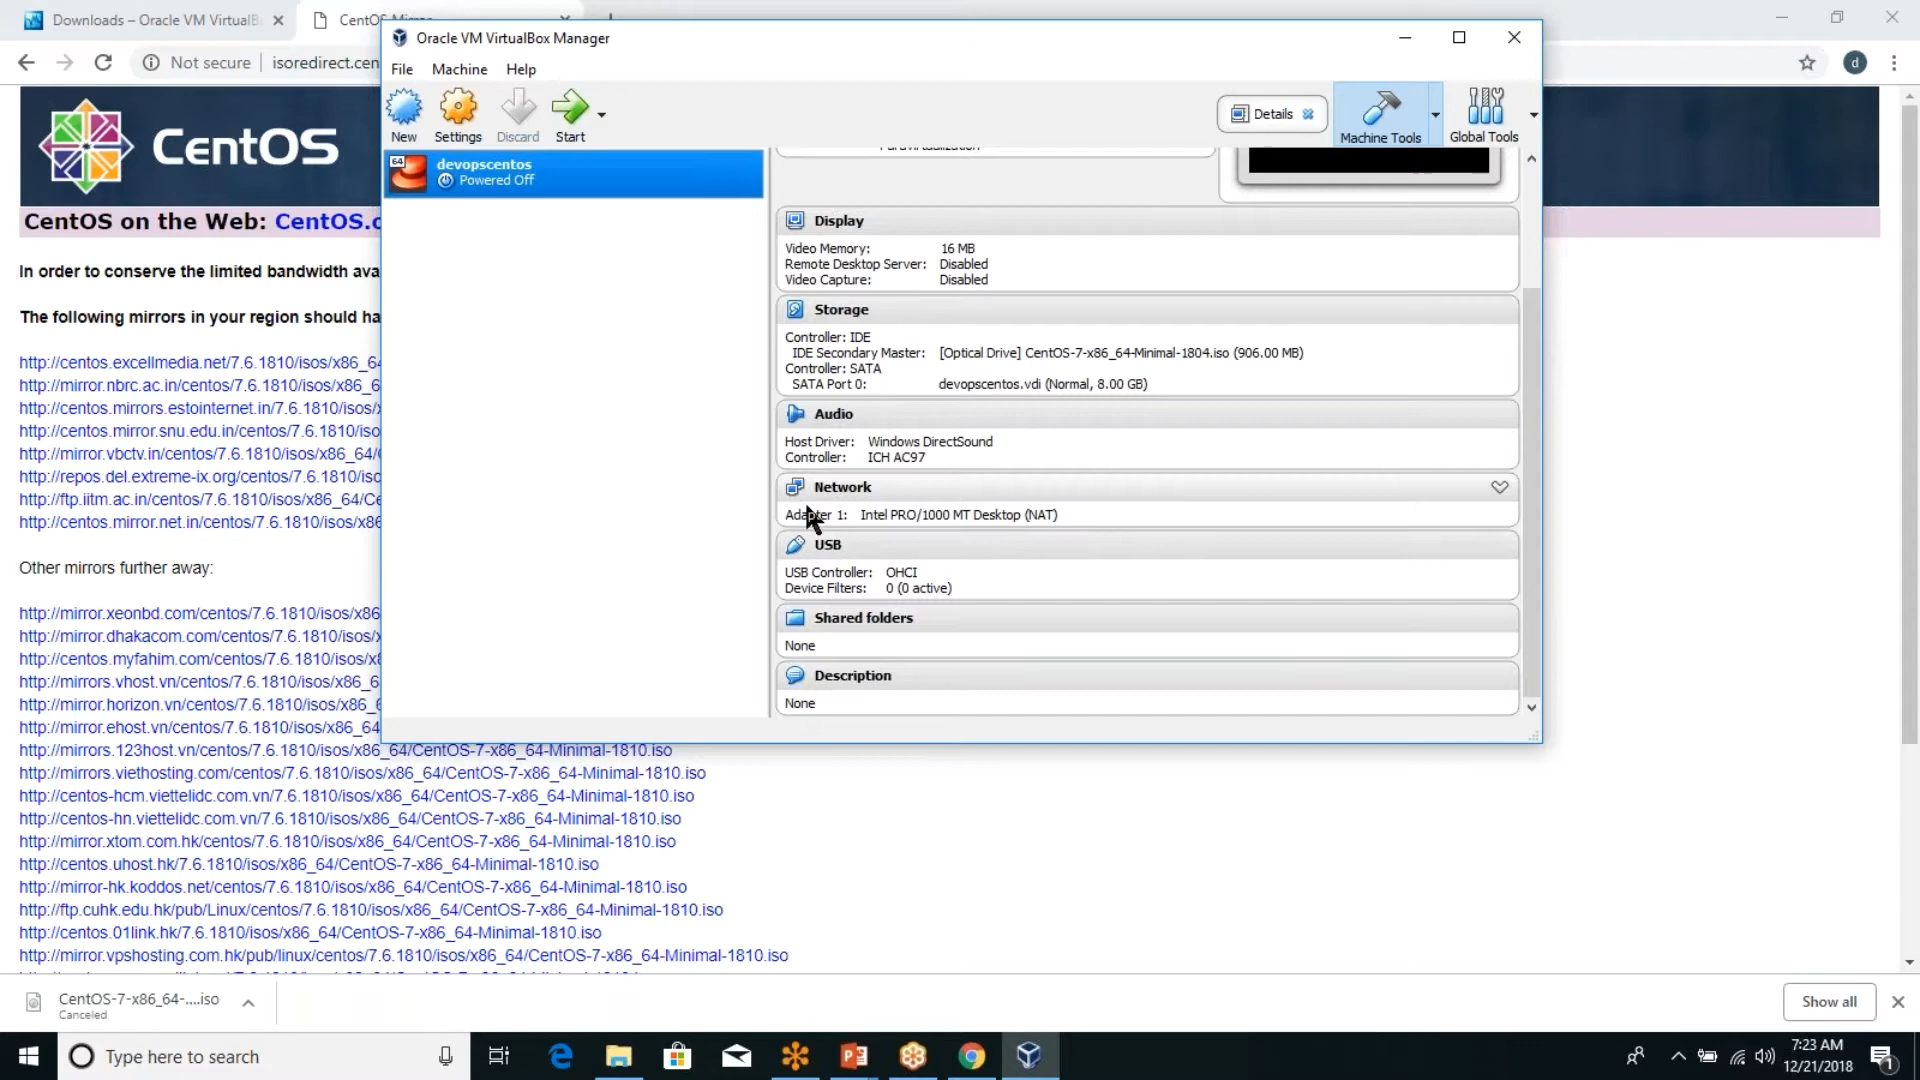 Downloads – Oracle VM VirtualB
CentOS Mirror
Not secure
isoredirect.cen
CentOS
CentOS on the Web: CentOS.c
In order to conserve the limited bandwidth ava
The following mirrors in your region should ha
http://centos.excellmedia.net/7.6.1810/isos/x86_64
http://mirror.nbrc.ac.in/centos/7.6.1810/isos/x86_6
http://centos.mirrors.estointernet.in/7.6.1810/isos/x
http://centos.mirror.snu.edu.in/centos/7.6.1810/iso
http://mirror.vbctv.in/centos/7.6.1810/isos/x86_64/
http://repos.del.extreme-ix.org/centos/7.6.1810/isc
http://ftp.iitm.ac.in/centos/7.6.1810/isos/x86_64/Ce
http://centos.mirror.net.in/centos/7.6.1810/isos/x86
Other mirrors further away:
http://mirror.xeonbd.com/centos/7.6.1810/isos/x86
http://mirror.dhakacom.com/centos/7.6.1810/isos/x
http://centos.myfahim.com/centos/7.6.1810/isos/x8
http://mirrors.vhost.vn/centos/7.6.1810/isos/x86_6
http://mirror.horizon.vn/centos/7.6.1810/isos/x86_6
http://mirror.ehost.vn/centos/7.6.1810/isos/x86_64
http://mirrors.123host.vn/centos/7.6.1810/isos/x86_64/CentOS-7-x86_64-Minimal-1810.iso
http://mirrors.viethosting.com/centos/7.6.1810/isos/x86_64/CentOS-7-x86_64-Minimal-1810.iso
http://centos-hcm.viettelidc.com.vn/7.6.1810/isos/x86_64/CentOS-7-x86_64-Minimal-1810.iso
http://centos-hn.viettelidc.com.vn/7.6.1810/isos/x86_64/CentOS-7-x86_64-Minimal-1810.iso
http://mirror.xtom.com.hk/centos/7.6.1810/isos/x86_64/CentOS-7-x86_64-Minimal-1810.iso
http://centos.uhost.hk/7.6.1810/isos/x86_64/CentOS-7-x86_64-Minimal-1810.iso
http://mirror-hk.koddos.net/centos/7.6.1810/isos/x86_64/CentOS-7-x86_64-Minimal-1810.iso
http://ftp.cuhk.edu.hk/pub/Linux/centos/7.6.1810/isos/x86_64/CentOS-7-x86_64-Minimal-1810.iso
http://centos.01link.hk/7.6.1810/isos/x86_64/CentOS-7-x86_64-Minimal-1810.iso
http://mirror.vpshosting.com.hk/pub/linux/centos/7.6.1810/isos/x86_64/CentOS-7-x86_64-Minimal-1810.iso
Oracle VM VirtualBox Manager
File Machine Help
New Settings Discard Start
Details
Machine Tools
Global Tools
64
devopscentos
Powered Off
Paravirtualization
Display
Video Memory: 16 MB
Remote Desktop Server: Disabled
Video Capture: Disabled
Storage
Controller: IDE
IDE Secondary Master: [Optical Drive] CentOS-7-x86_64-Minimal-1804.iso (906.00 MB)
Controller: SATA
SATA Port 0: devopscentos.vdi (Normal, 8.00 GB)
Audio
Host Driver: Windows DirectSound
Controller: ICH AC97
Network
Adapter 1: Intel PRO/1000 MT Desktop (NAT)
USB
USB Controller: OHCI
Device Filters: 0 (0 active)
Shared folders
None
Description
None
CentOS-7-x86_64-....iso
Canceled
Show all
Type here to search
7:23 AM
12/21/2018
1